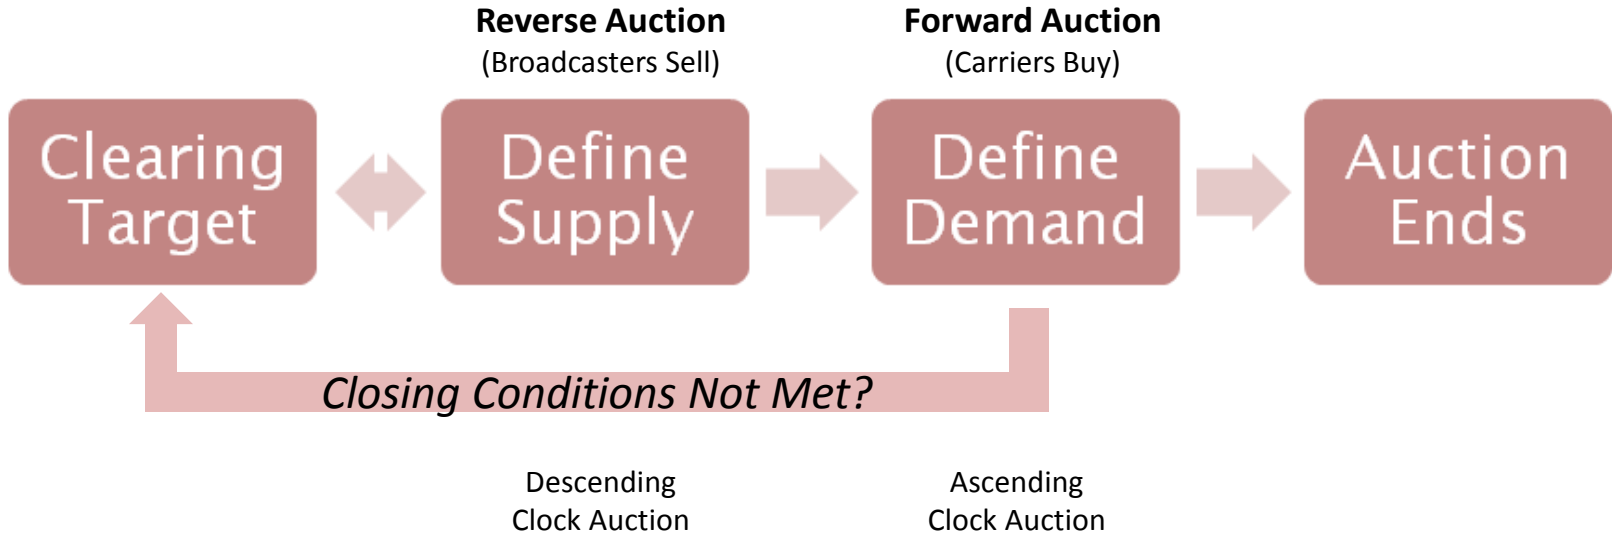 Reverse Auction
(Broadcasters Sell)
Forward Auction
(Carriers Buy)
Clearing
Target
Define
Supply
Define
Demand
Auction
Ends
Closing Conditions Not Met?
Descending
Clock Auction
Ascending
Clock Auction